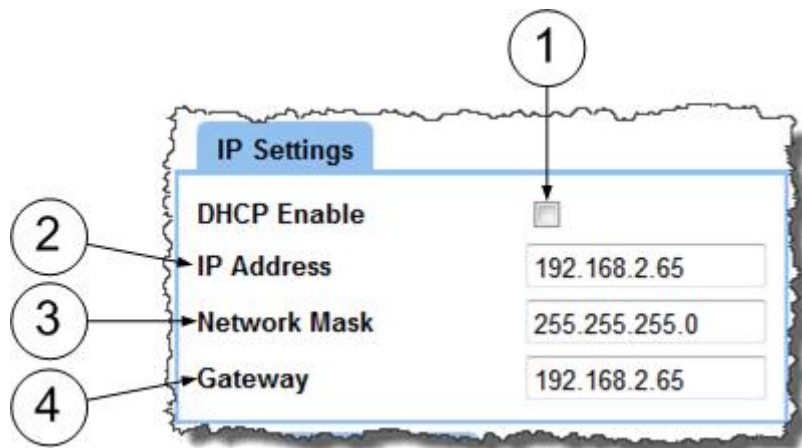 1
IP Settings
DHCP Enable
2
IP Address 192.168.2.65
3
Network Mask 255.255.255.0
4
Gateway 192.168.2.65